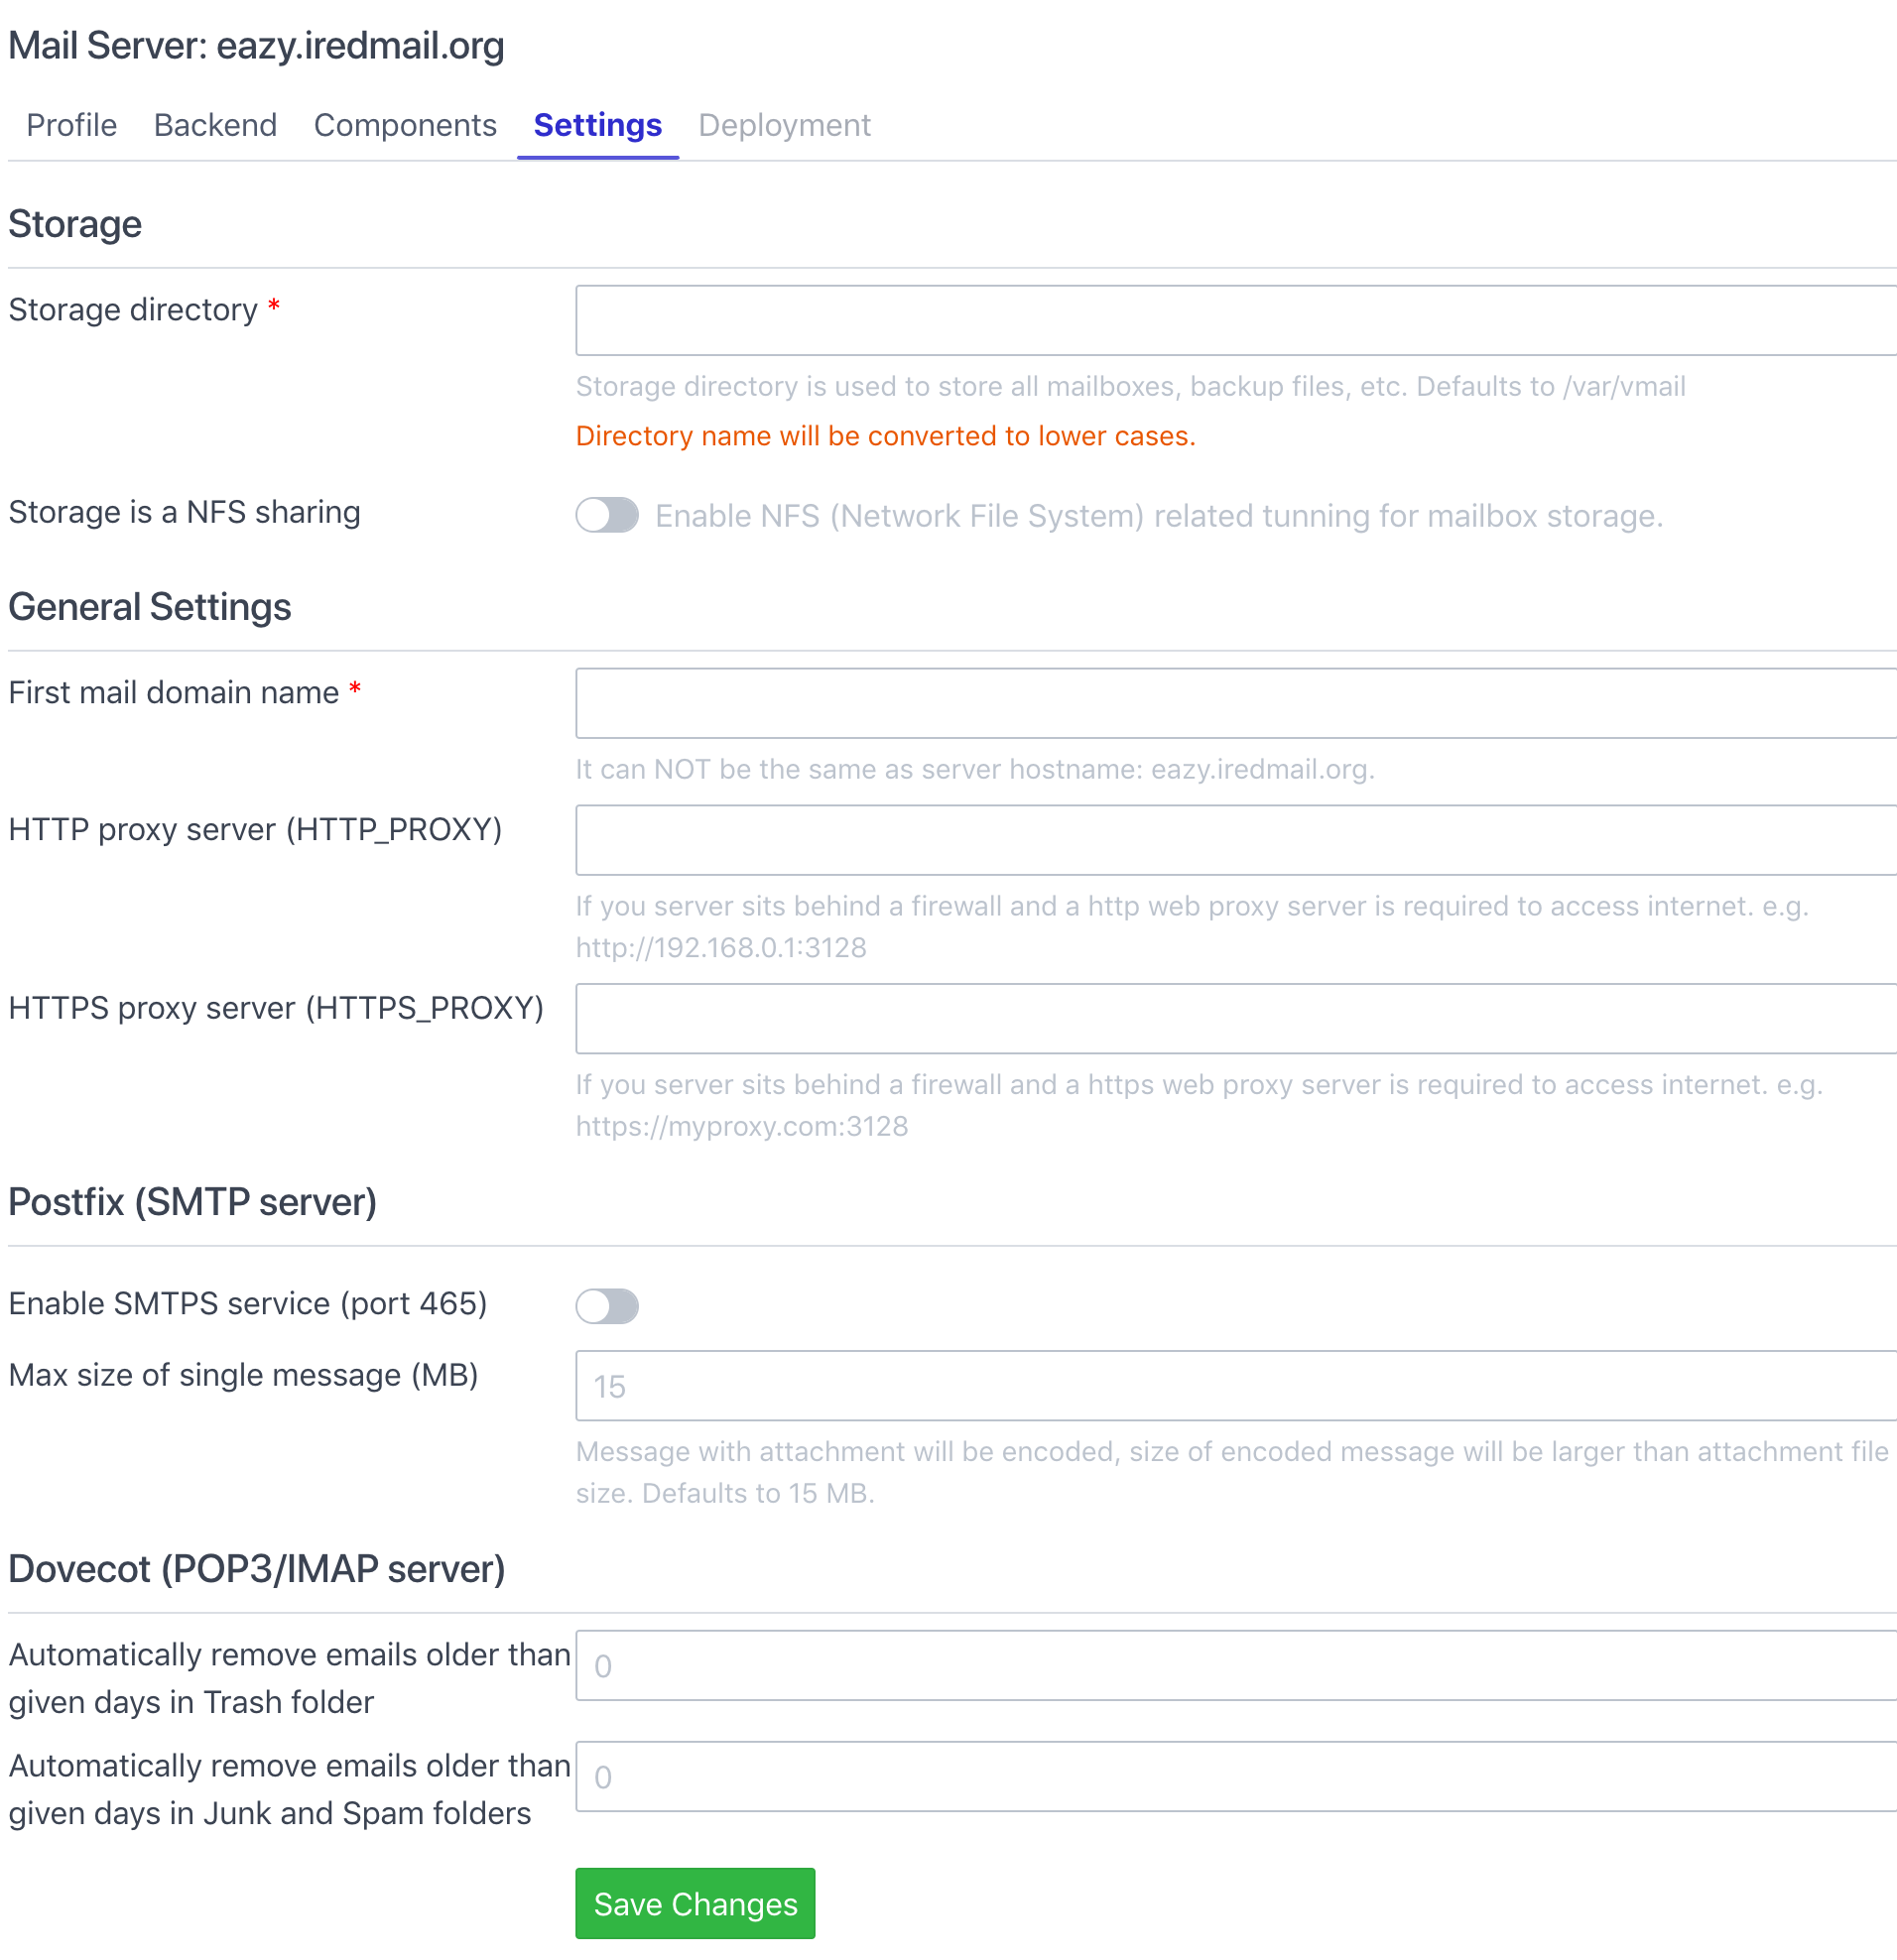 Mail Server: eazy.iredmail.org
Profile Backend Components Settings Deployment
Storage
Storage directory *
Storage directory is used to store all mailboxes, backup files, etc. Defaults to /var/vmail
Directory name will be converted to lower cases.
Storage is a NFS sharing
Enable NFS (Network File System) related tunning for mailbox storage.
General Settings
First mail domain name *
It can NOT be the same as server hostname: eazy.iredmail.org.
HTTP proxy server (HTTP_PROXY)
If you server sits behind a firewall and a http web proxy server is required to access internet. e.g.
http://192.168.0.1:3128
HTTPS proxy server (HTTPS_PROXY)
If you server sits behind a firewall and a https web proxy server is required to access internet. e.g.
https://myproxy.com:3128
Postfix (SMTP server)
Enable SMTPS service (port 465)
Max size of single message (MB)
15
Message with attachment will be encoded, size of encoded message will be larger than attachment file
size. Defaults to 15 MB.
Dovecot (POP3/IMAP server)
Automatically remove emails older than
given days in Trash folder
0
Automatically remove emails older than
given days in Junk and Spam folders
0
Save Changes